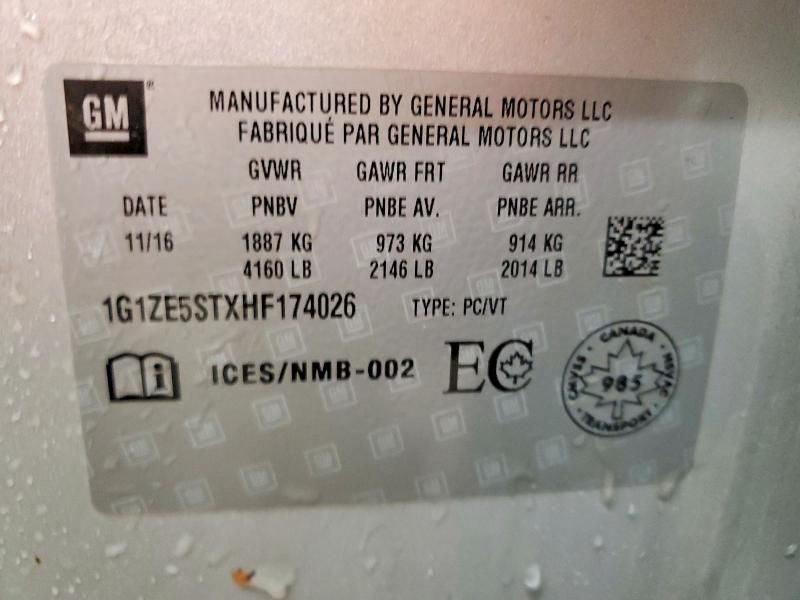 GM
MANUFACTURED BY GENERAL MOTORS LLC
FABRIQUÉ PAR GENERAL MOTORS LLC
GVWR GAWR FRT GAWR RR
DATE PNBV PNBE AV. PNBE ARR.
11/16 1887 KG 973 KG 914 KG
4160 LB 2146 LB 2014 LB
1G1ZE5STXHF174026 TYPE: PC/VT
i ICES/NMB-002 EC
CANADA
CMVSS 985 NSVAC
TRANSPORT